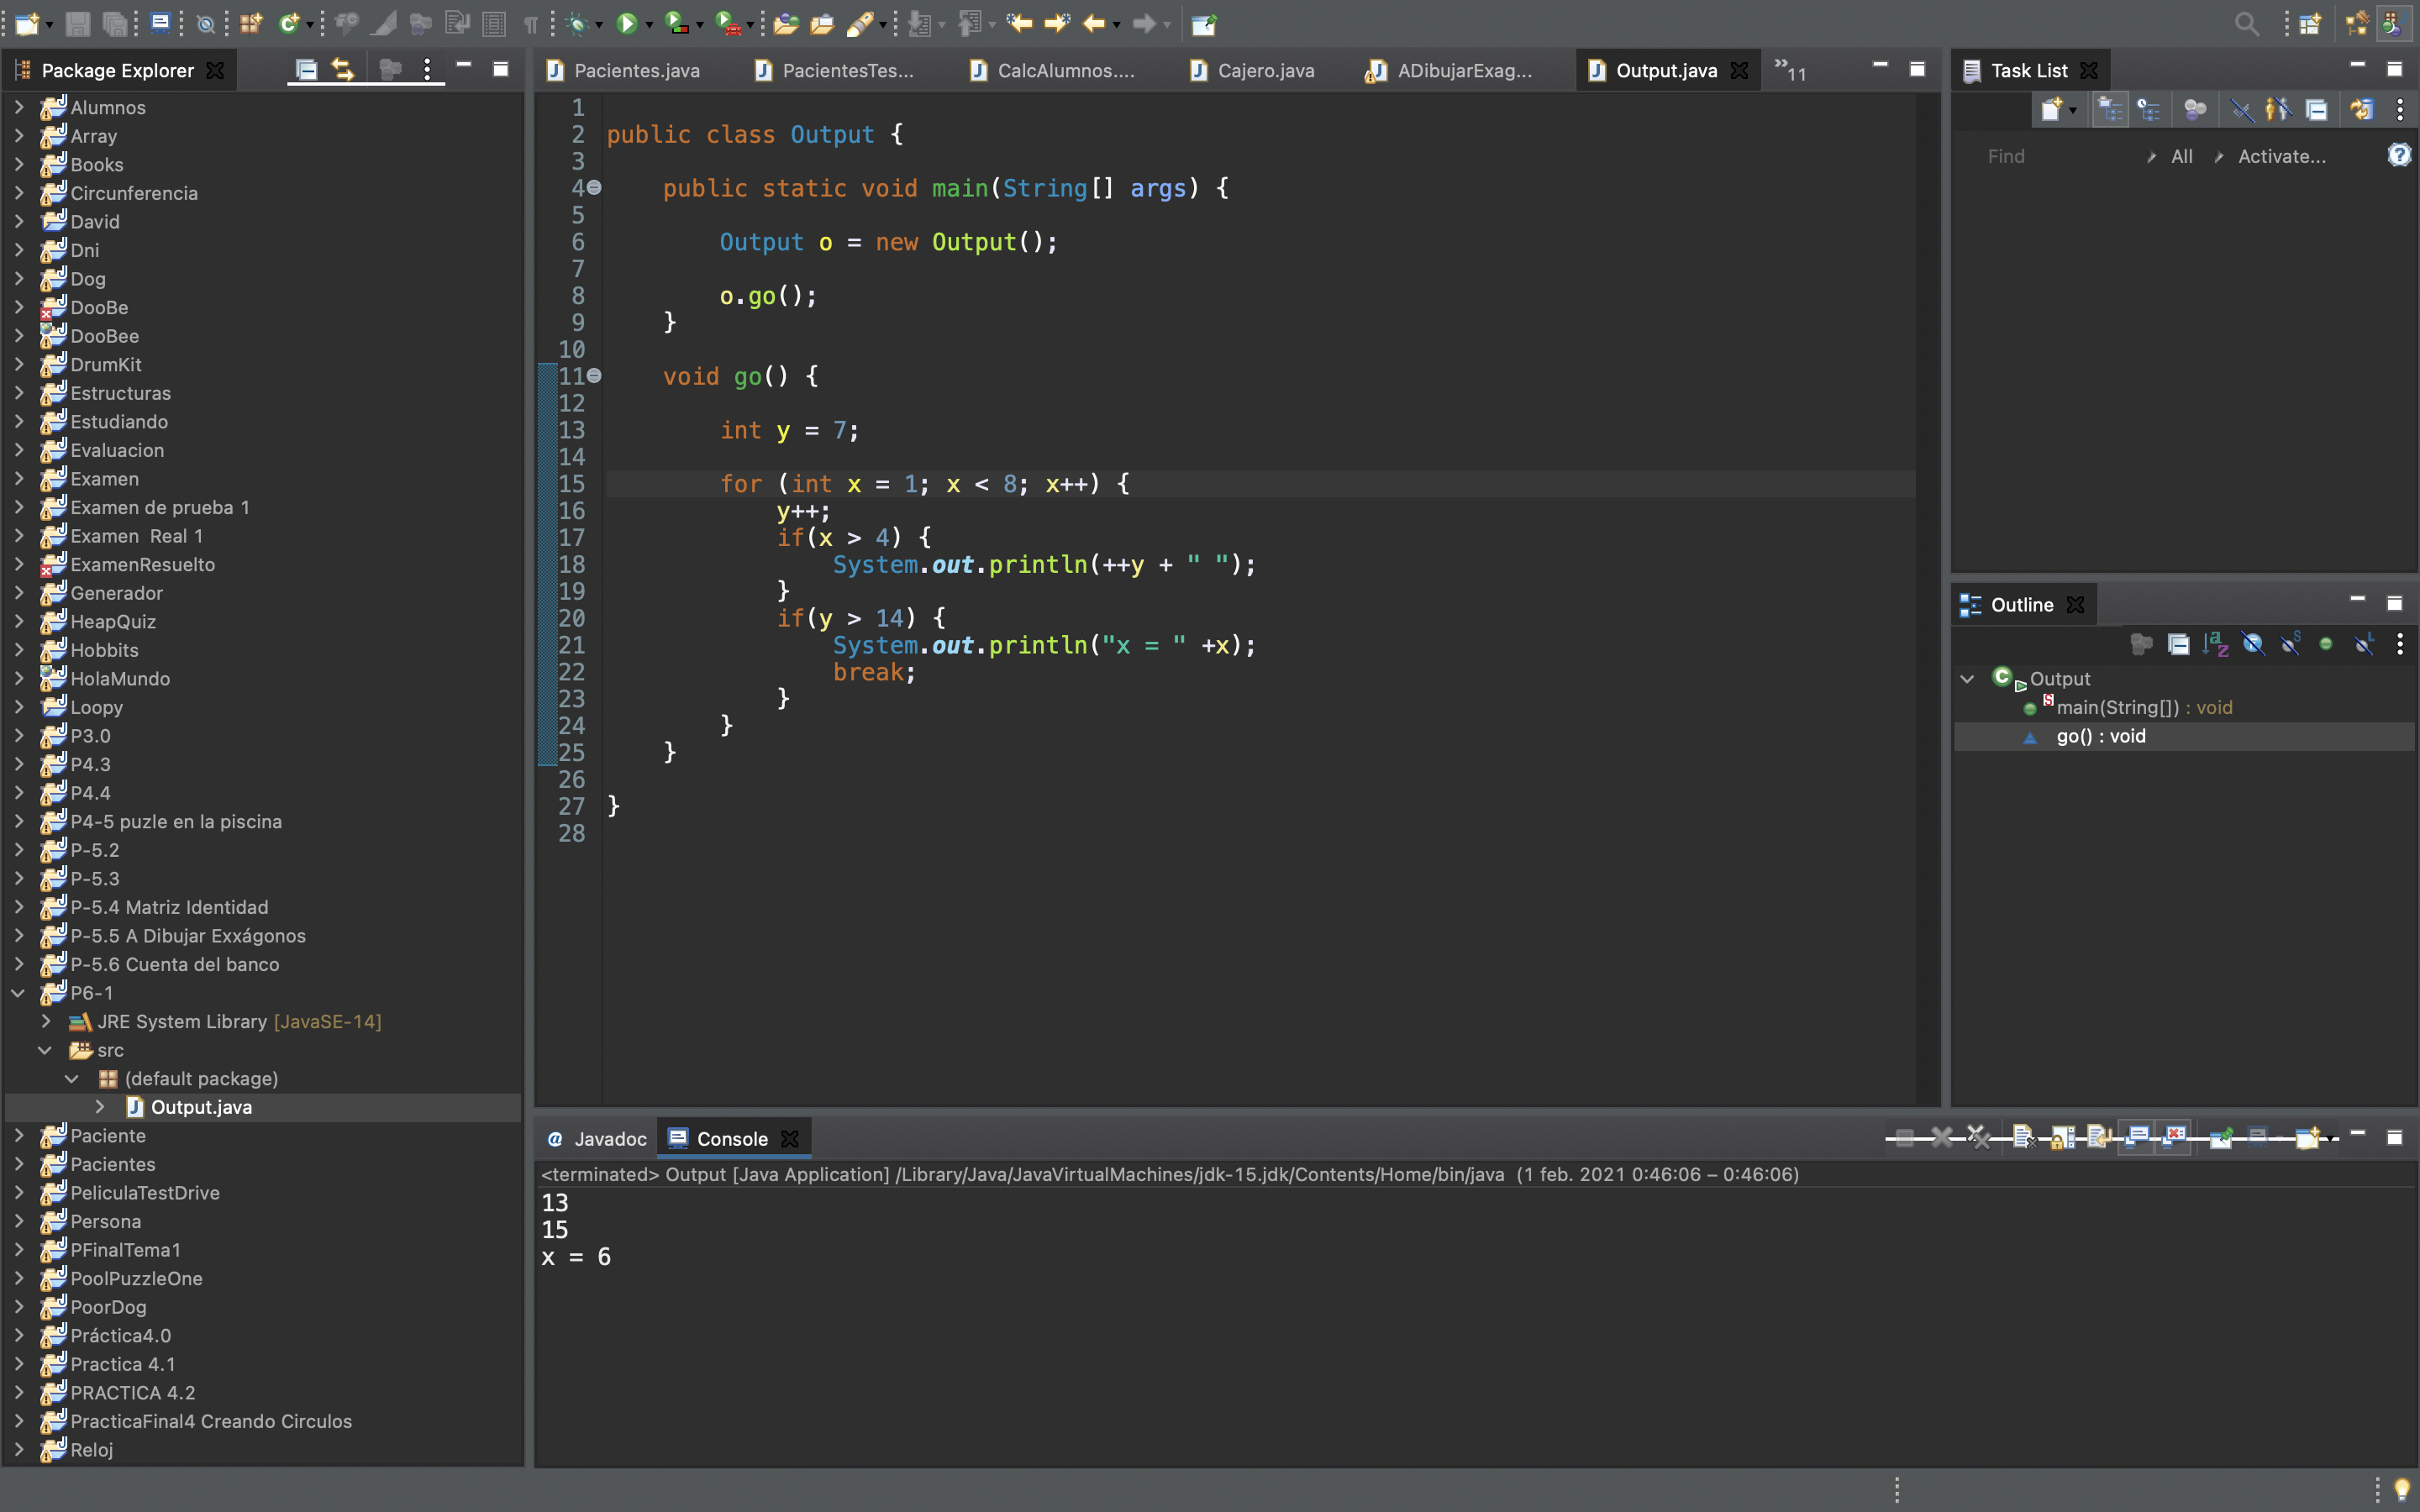 Package Explorer
Alumnos
Array
Books
Circunferencia
David
Dni
Dog
DooBe
DooBee
DrumKit
Estructuras
Estudiando
Evaluacion
Examen
Examen de prueba 1
Examen  Real 1
ExamenResuelto
Generador
HeapQuiz
Hobbits
HolaMundo
Loopy
P3.0
P4.3
P4.4
P4-5 puzle en la piscina
P-5.2
P-5.3
P-5.4 Matriz Identidad
P-5.5 A Dibujar Exxágonos
P-5.6 Cuenta del banco
P6-1
JRE System Library [JavaSE-14]
src
(default package)
Output.java
Paciente
Pacientes
PeliculaTestDrive
Persona
PFinalTema1
PoolPuzzleOne
PoorDog
Práctica4.0
Practica 4.1
PRACTICA 4.2
PracticaFinal4 Creando Circulos
Reloj
Pacientes.java PacientesTes... CalcAlumnos.... Cajero.java ADibujarExag... Output.java »11
1
2 public class Output {
3
4 public static void main(String[] args) {
5
6 Output o = new Output();
7
8 o.go();
9 }
10
11 void go() {
12
13 int y = 7;
14
15 for (int x = 1; x < 8; x++) {
16 y++;
17 if(x > 4) {
18 System.out.println(++y + " ");
19 }
20 if(y > 14) {
21 System.out.println("x = " +x);
22 break;
23 }
24 }
25 }
26
27 }
28
Javadoc Console
<terminated> Output [Java Application] /Library/Java/JavaVirtualMachines/jdk-15.jdk/Contents/Home/bin/java  (1 feb. 2021 0:46:06 – 0:46:06)
13
15
x = 6
Task List
Find All Activate...
Outline
Output
main(String[]) : void
go() : void